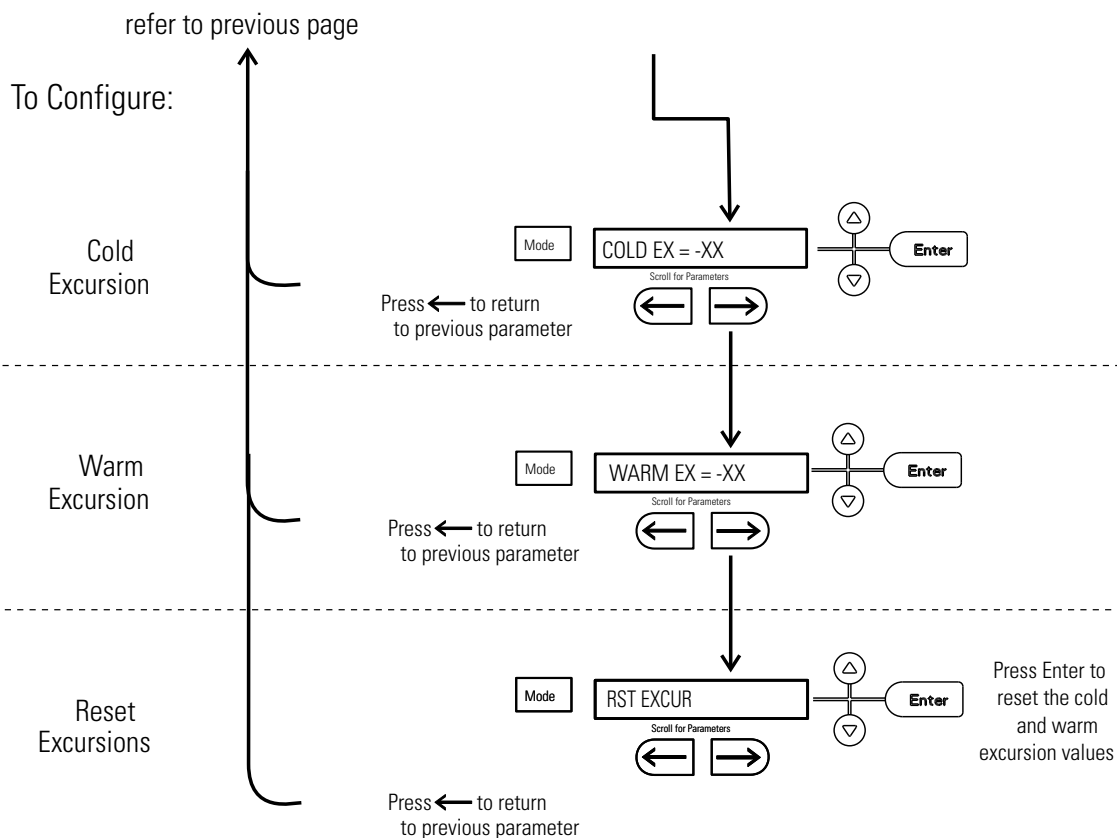 refer to previous page
To Configure:
Cold
Excursion
Mode
COLD EX = -XX
Enter
Scroll for Parameters
Press ← to return
to previous parameter
Warm
Excursion
Mode
WARM EX = -XX
Enter
Scroll for Parameters
Press ← to return
to previous parameter
Reset
Excursions
Mode
RST EXCUR
Enter
Scroll for Parameters
Press Enter to
reset the cold
and warm
excursion values
Press ← to return
to previous parameter